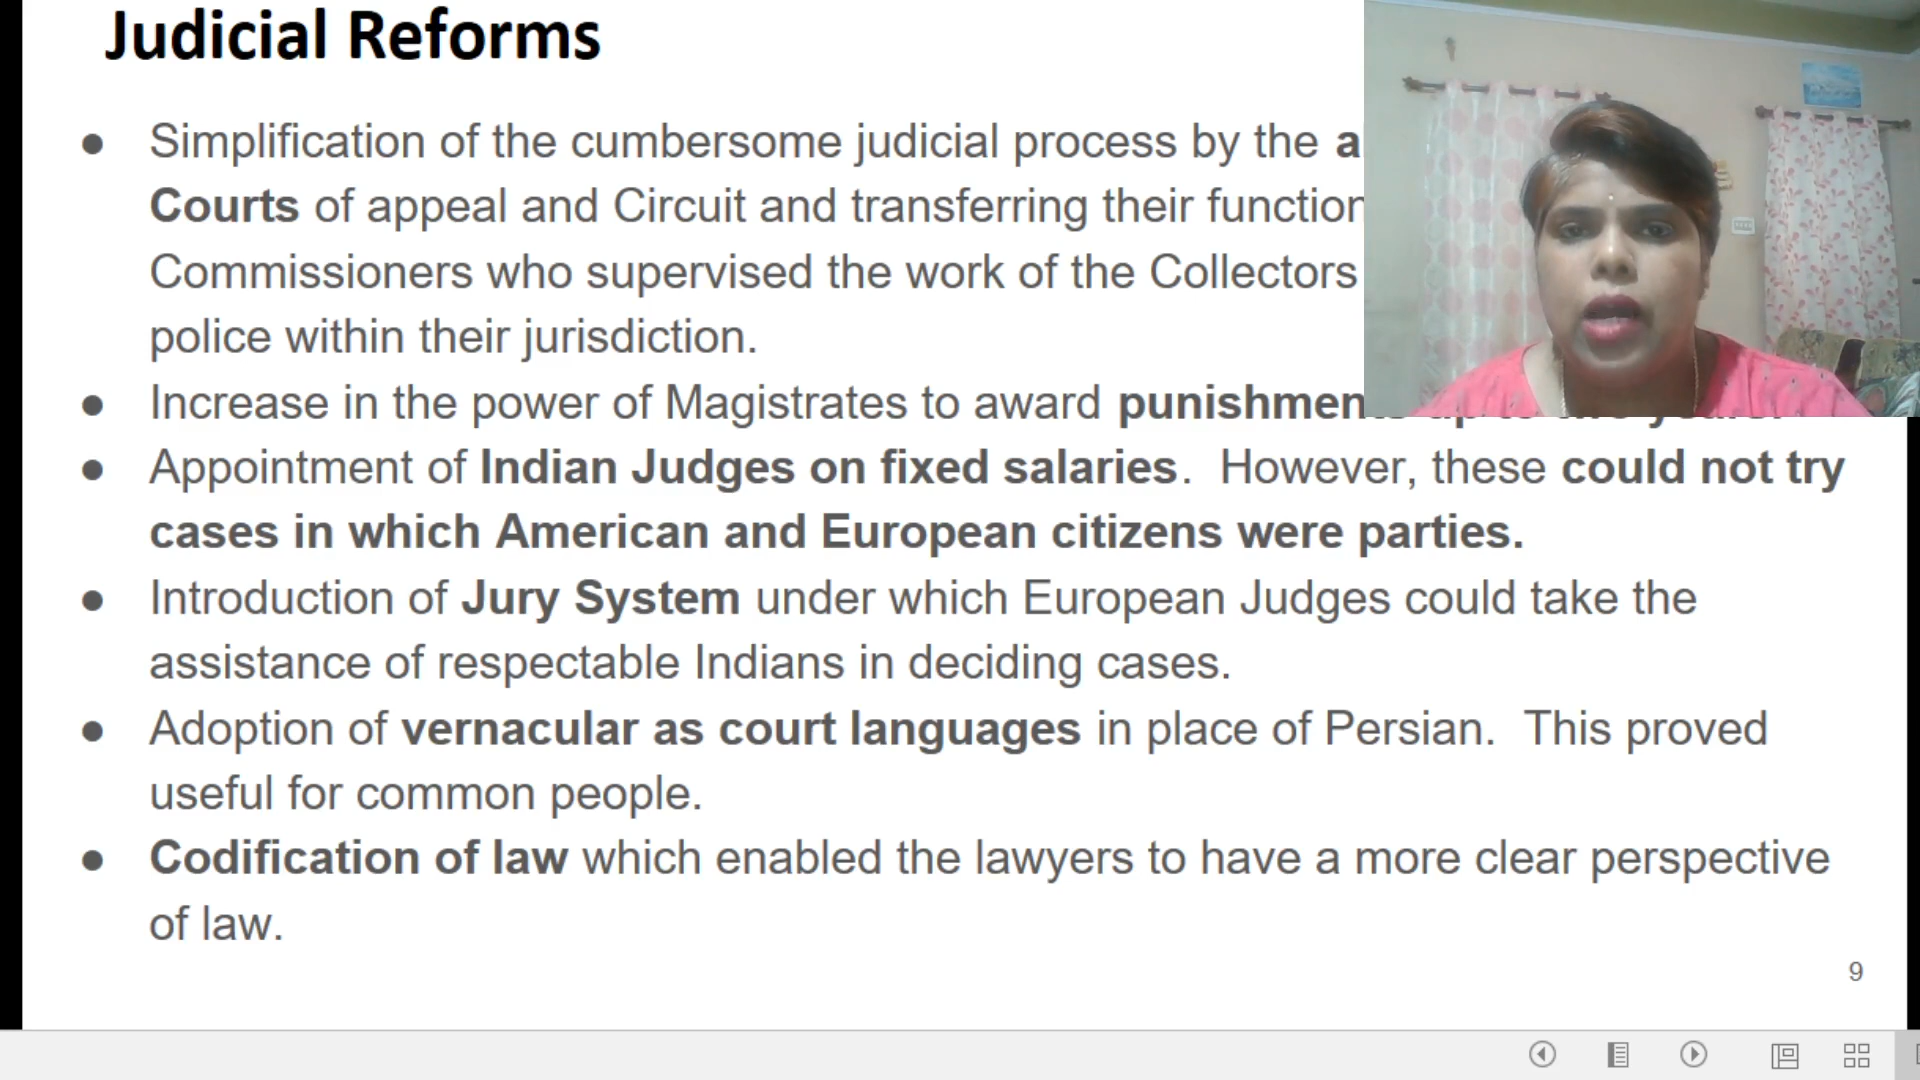 Judicial Reforms
● Simplification of the cumbersome judicial process by the
Courts of appeal and Circuit and transferring their
Commissioners who supervised the work of the Collectors
police within their jurisdiction.
● Increase in the power of Magistrates to award
● Appointment of Indian Judges on fixed salaries. However, these could not try
cases in which American and European citizens were parties.
● Introduction of Jury System under which European Judges could take the
assistance of respectable Indians in deciding cases.
● Adoption of vernacular as court languages in place of Persian. This proved
useful for common people.
● Codification of law which enabled the lawyers to have a more clear perspective
of law.
9